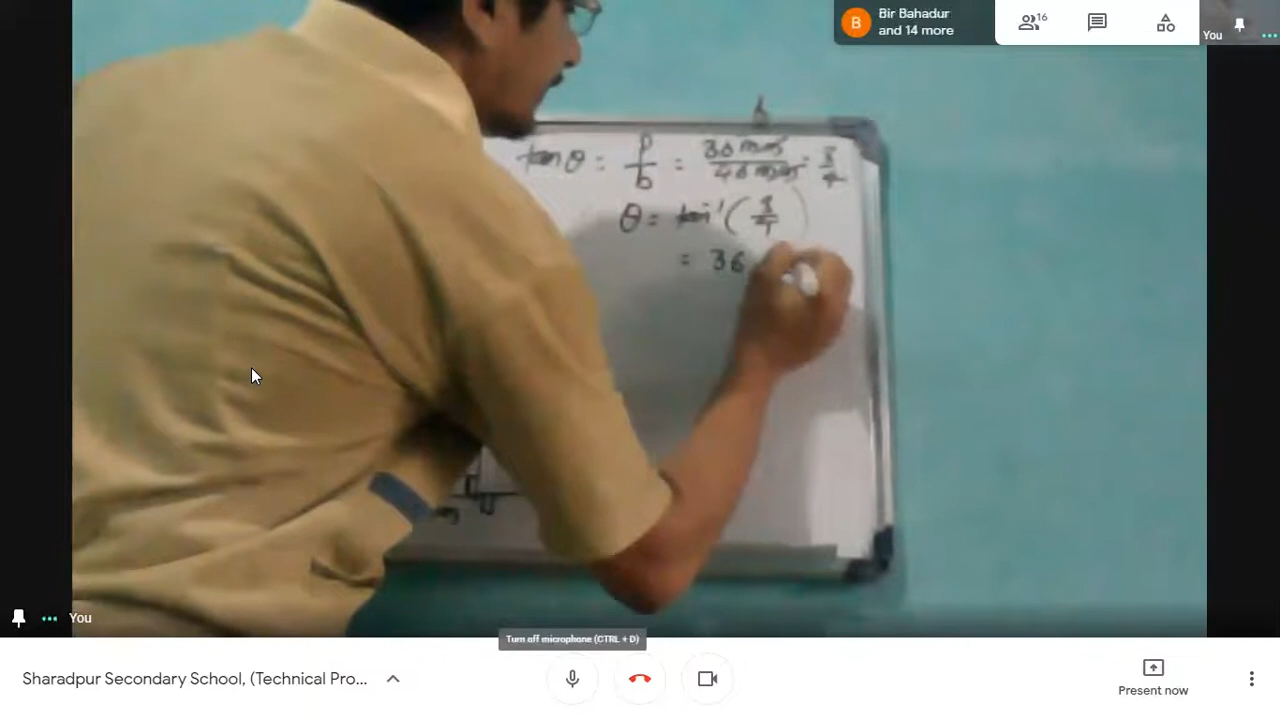 Bir Bahadur
and 14 more
16
You
h
tanθ = p/b = 30 mm/40 mm = 3/4
θ = tan⁻¹ (3/4)
= 36
You
Turn off microphone (CTRL + D)
Sharadpur Secondary School, (Technical Pro...
Present now